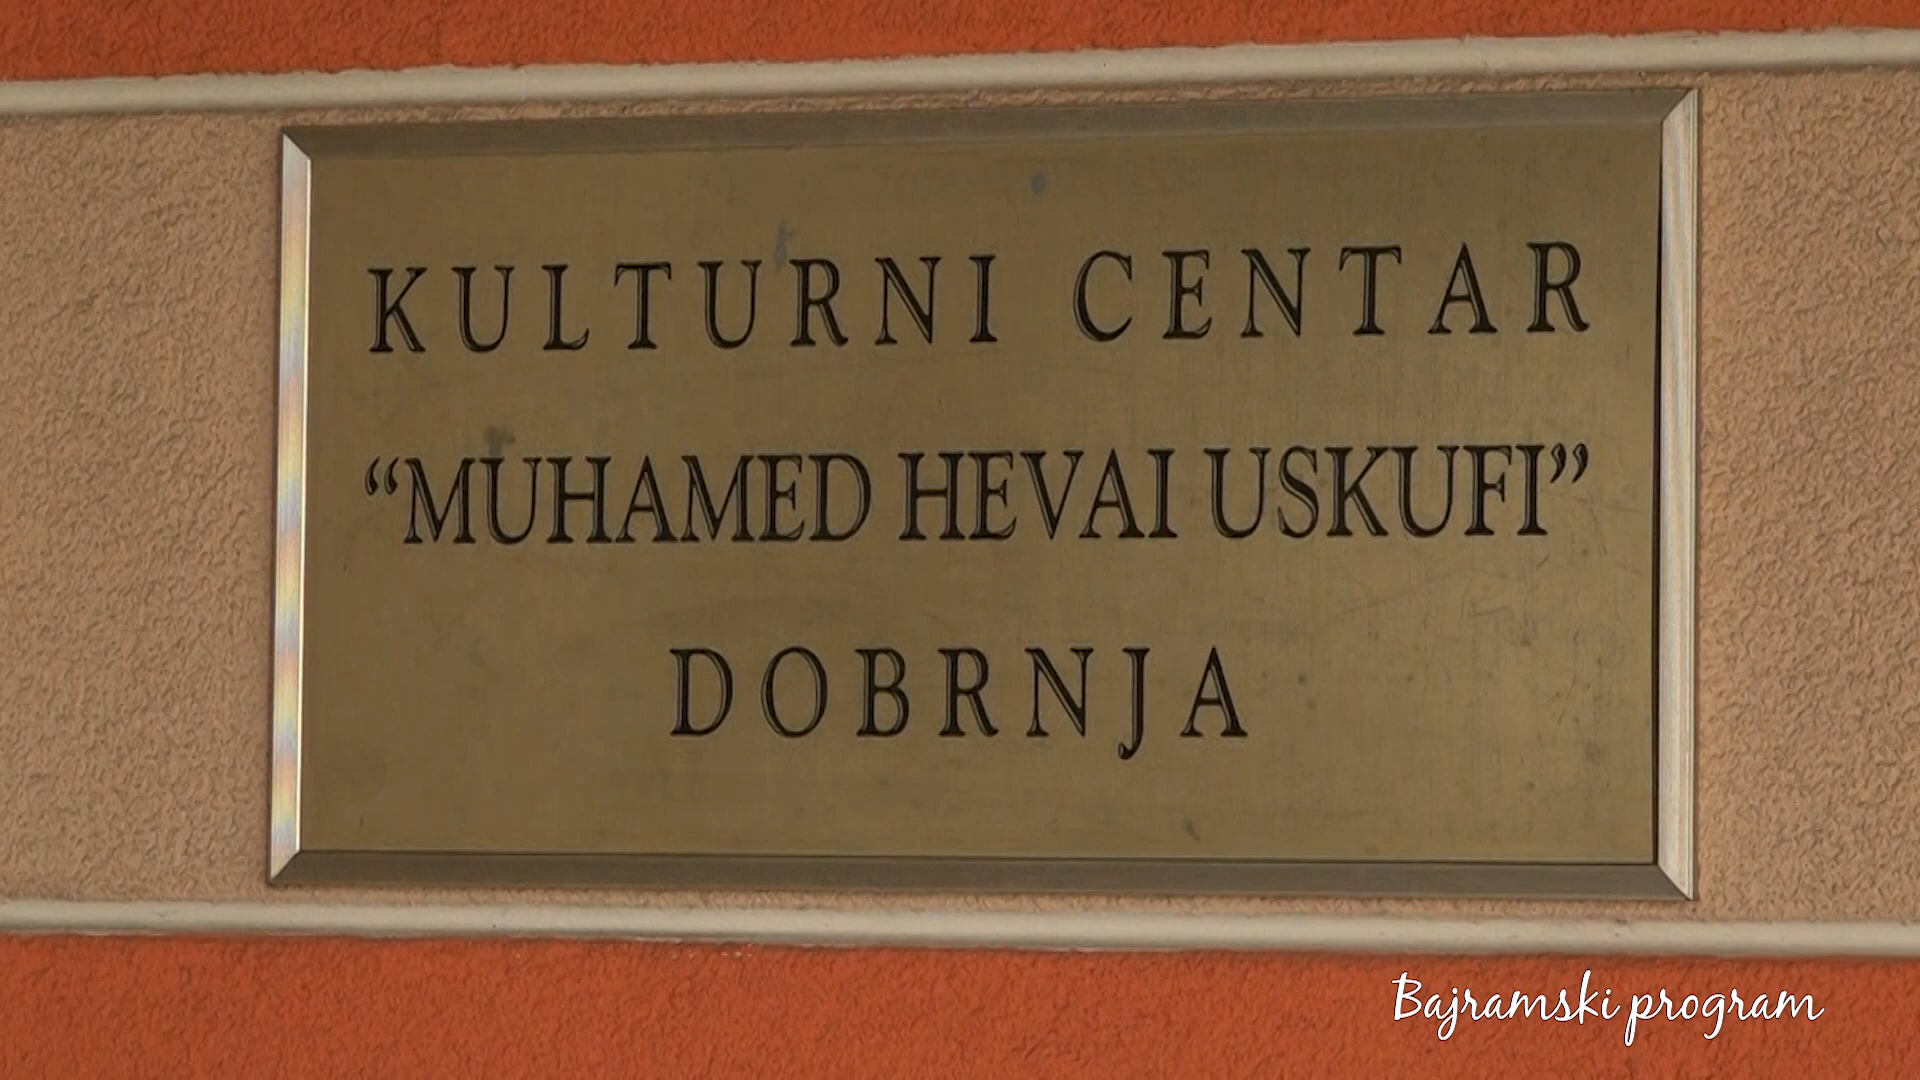 KULTURNI CENTAR
“MUHAMED HEVAI USKUFI”
DOBRNJA
Bajramski program